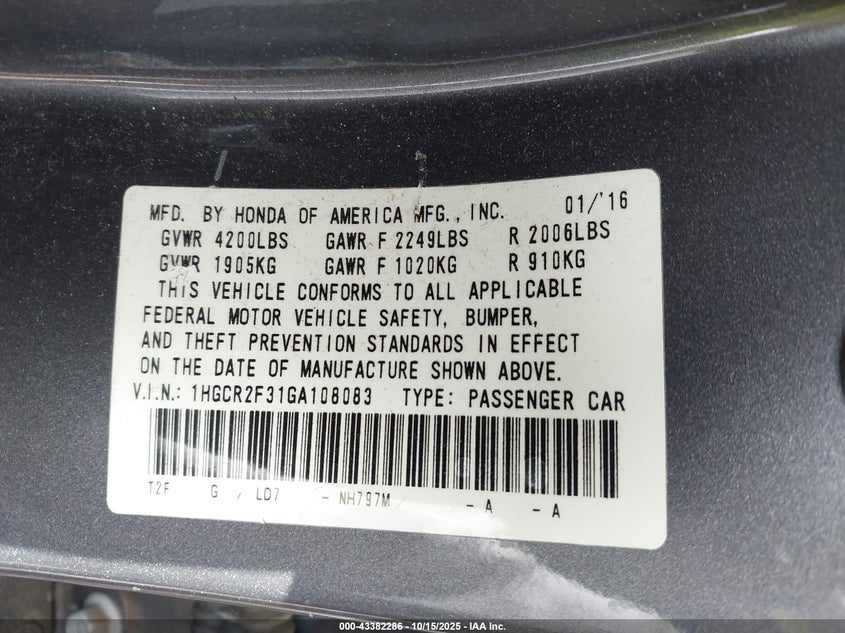 MFD. BY HONDA OF AMERICA MFG., INC. 01/'16
GVWR 4200LBS GAWR F 2249LBS R 2006LBS
GVWR 1905KG GAWR F 1020KG R 910KG
THIS VEHICLE CONFORMS TO ALL APPLICABLE
FEDERAL MOTOR VEHICLE SAFETY, BUMPER,
AND THEFT PREVENTION STANDARDS IN EFFECT
ON THE DATE OF MANUFACTURE SHOWN ABOVE.
V.I.N.: 1HGCR2F31GA108083 TYPE: PASSENGER CAR
T2F G , LD7 - NH797M - A - A
000-43382286 - 10/15/2025 - IAA Inc.